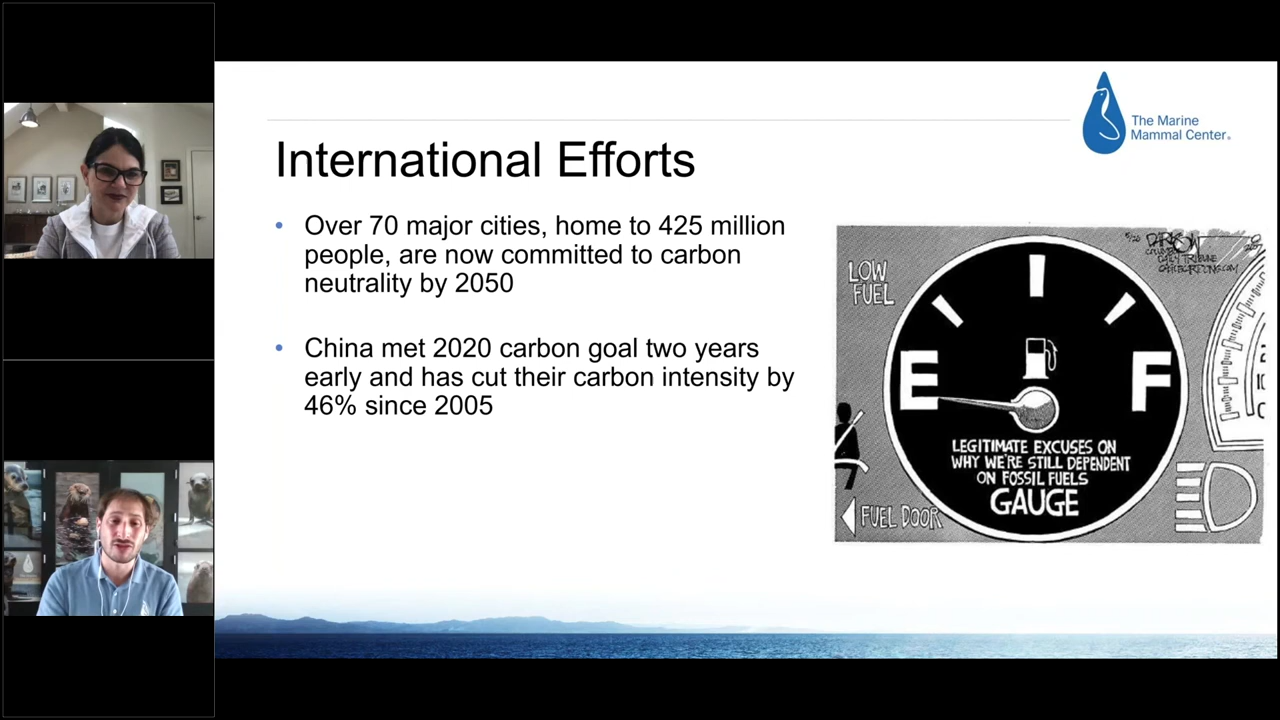 The Marine
Mammal Center
International Efforts
• Over 70 major cities, home to 425 million
people, are now committed to carbon
neutrality by 2050
• China met 2020 carbon goal two years
early and has cut their carbon intensity by
46% since 2005
LOW
FUEL
DAILY TRIBUNE
E
F
LEGITIMATE EXCUSES ON
WHY WE'RE STILL DEPENDENT
ON FOSSIL FUELS
GAUGE
FUEL DOOR